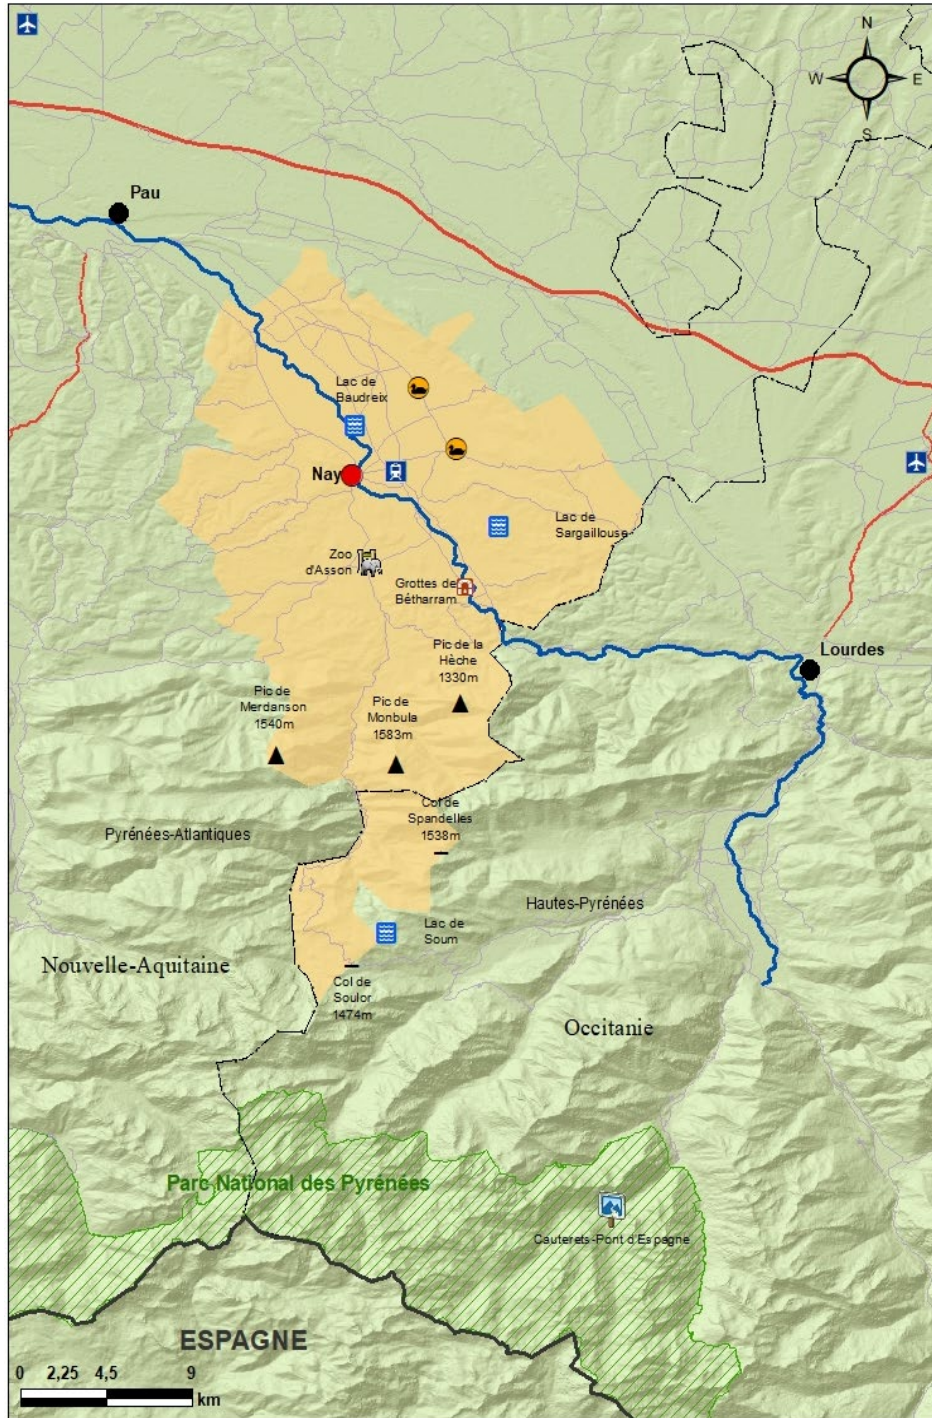 N
W
E
S
Pau
Lac de
Baudreix
Nay
Lac de
Sargaillouse
Zoo
d'Asson
Grottes de
Bétharram
Pic de la
Hèche
1330m
Lourdes
Pic de
Merdanson
1540m
Pic de
Monbula
1583m
Col de
Spandelles
1538m
Pyrénées-Atlantiques
Hautes-Pyrénées
Lac de
Soum
Nouvelle-Aquitaine
Col de
Soulor
1474m
Occitanie
Parc National des Pyrénées
Cauterets-Pont d'Espagne
ESPAGNE
0 2,25 4,5 9
km